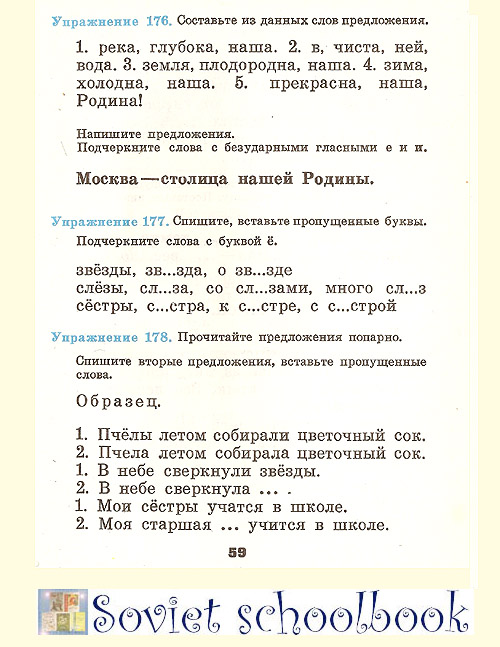 Упражнение 176. Составьте из данных слов предложения.
1. река, глубока, наша. 2. в, чиста, ней,
вода. 3. земля, плодородна, наша. 4. зима,
холодна, наша. 5. прекрасна, наша,
Родина!
Напишите предложения.
Подчеркните слова с безударными гласными е и и.
Москва—столица нашей Родины.
Упражнение 177. Спишите, вставьте пропущенные буквы.
Подчеркните слова с буквой ё.
звёзды, зв...зда, о зв...зде
слёзы, сл...за, со сл...зами, много сл...з
сёстры, с...стра, к с...стре, с с...строй
Упражнение 178. Прочитайте предложения попарно.
Спишите вторые предложения, вставьте пропущенные
слова.
Образец.
1. Пчёлы летом собирали цветочный сок.
2. Пчела летом собирала цветочный сок.
1. В небе сверкнули звёзды.
2. В небе сверкнула ... .
1. Мои сёстры учатся в школе.
2. Моя старшая ... учится в школе.
59
Soviet schoolbook